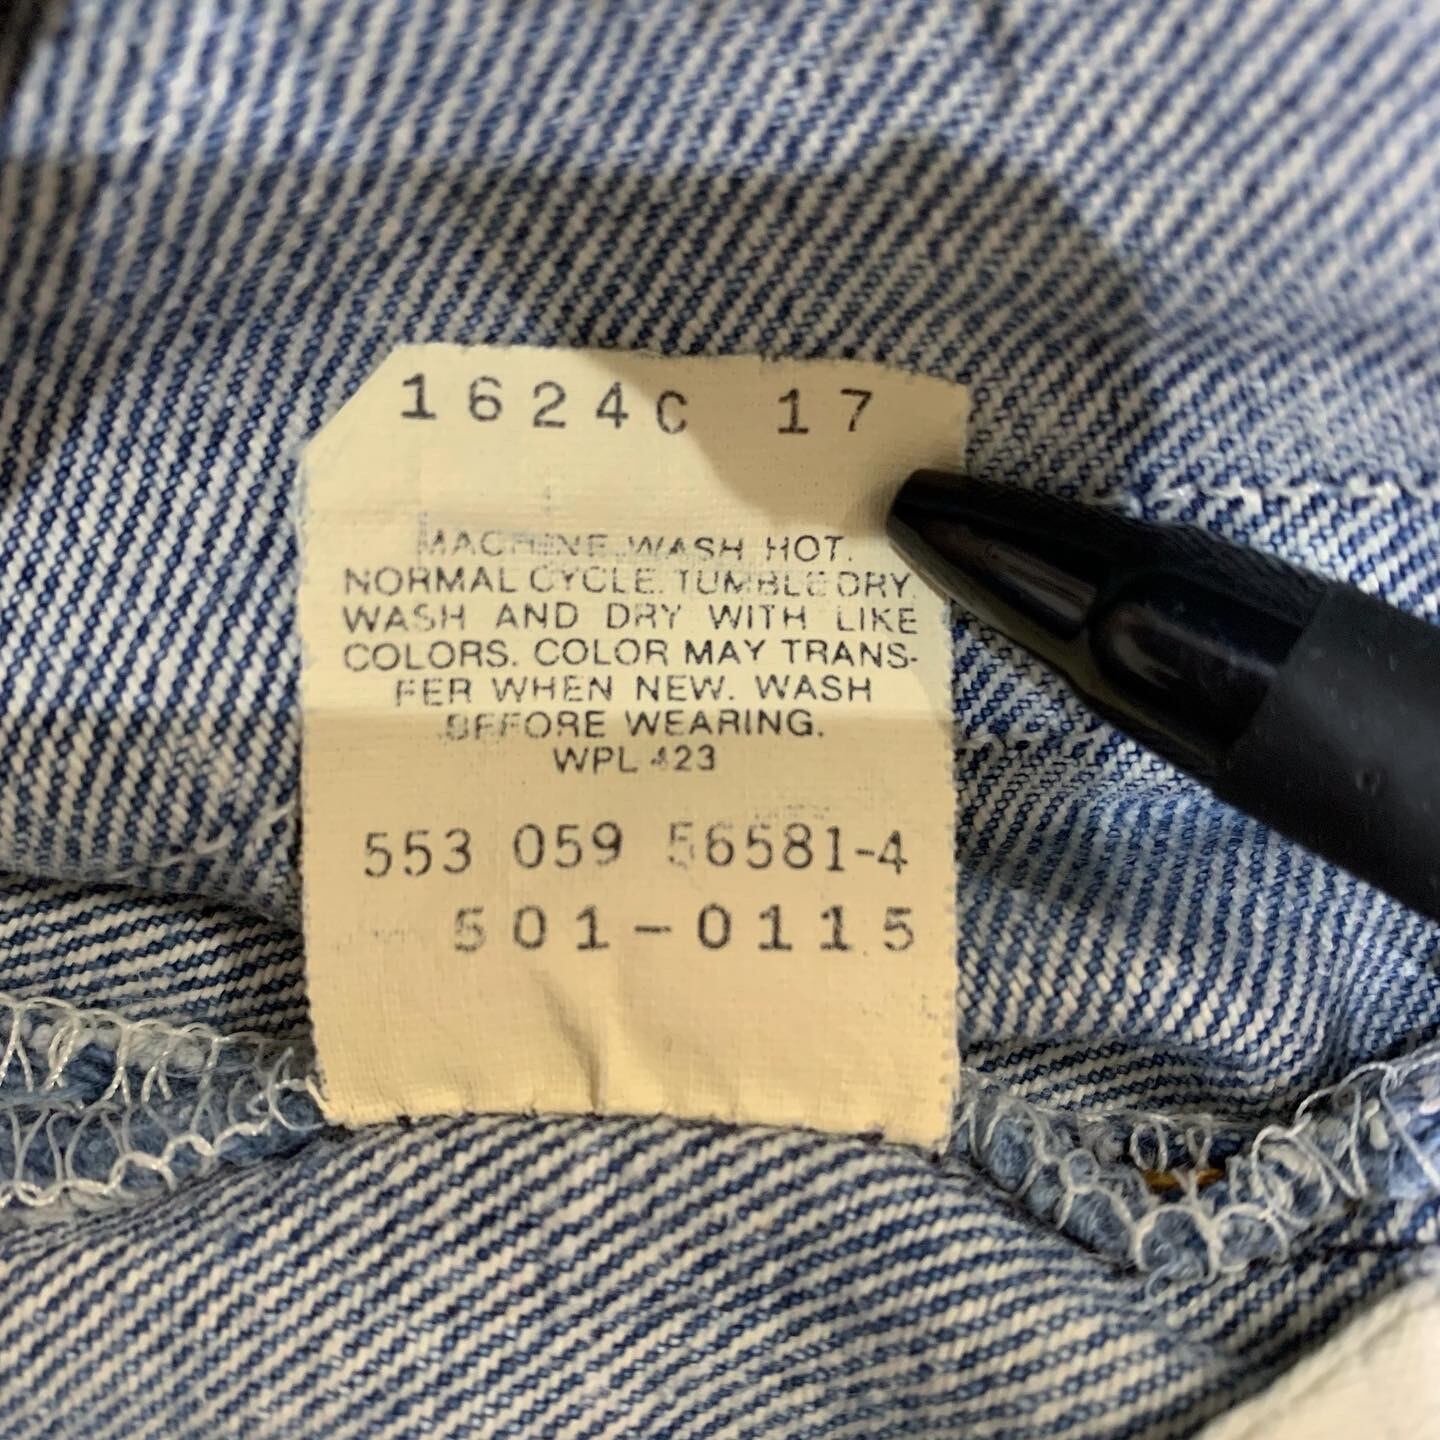 1624C 17
MACHINE WASH HOT.
NORMAL CYCLE. TUMBLE DRY.
WASH AND DRY WITH LIKE
COLORS. COLOR MAY TRANS-
FER WHEN NEW. WASH
BEFORE WEARING.
WPL 423
553 059 56581-4
501-0115